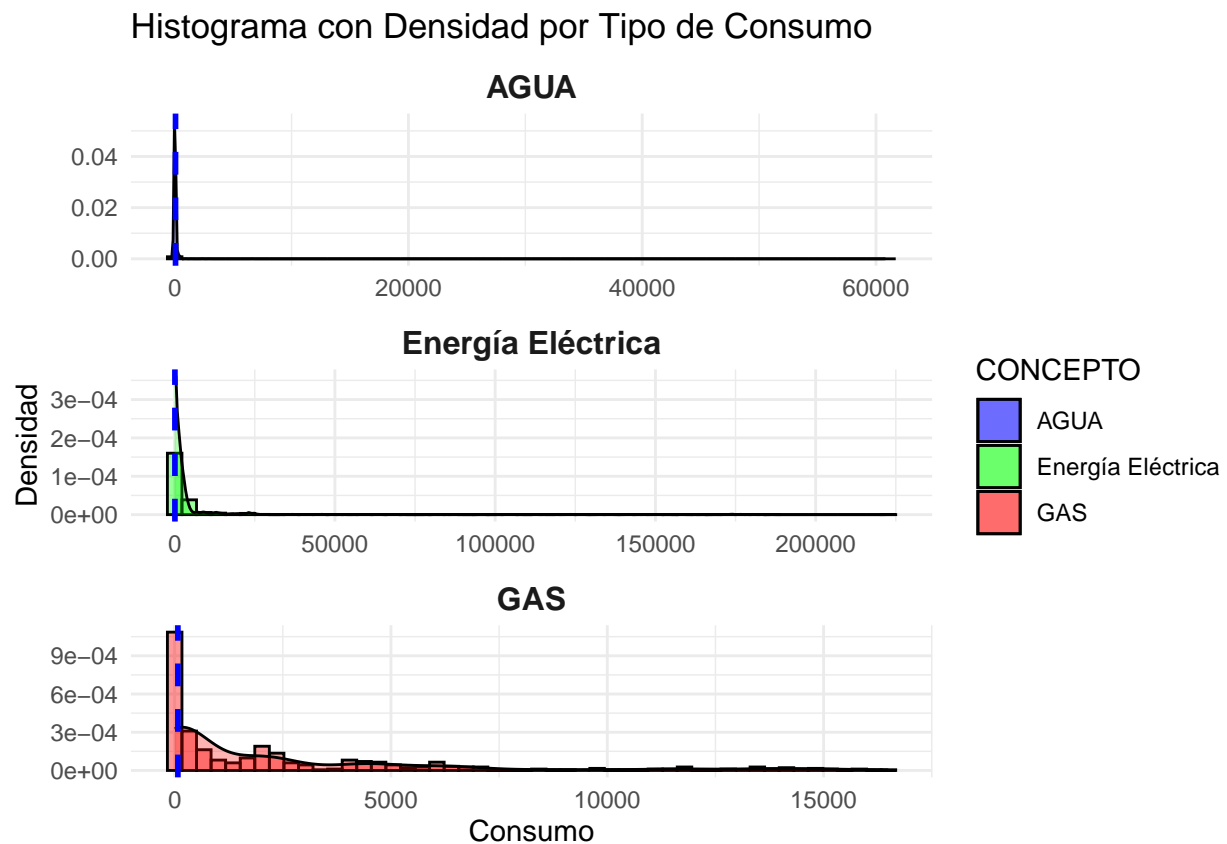 Histograma con Densidad por Tipo de Consumo
AGUA
0.04
0.02
0.00
0 20000 40000 60000
Energía Eléctrica
3e−04
2e−04
1e−04
0e+00
0 50000 100000 150000 200000
GAS
9e−04
6e−04
3e−04
0e+00
0 5000 10000 15000
Consumo
Densidad
CONCEPTO
AGUA
Energía Eléctrica
GAS